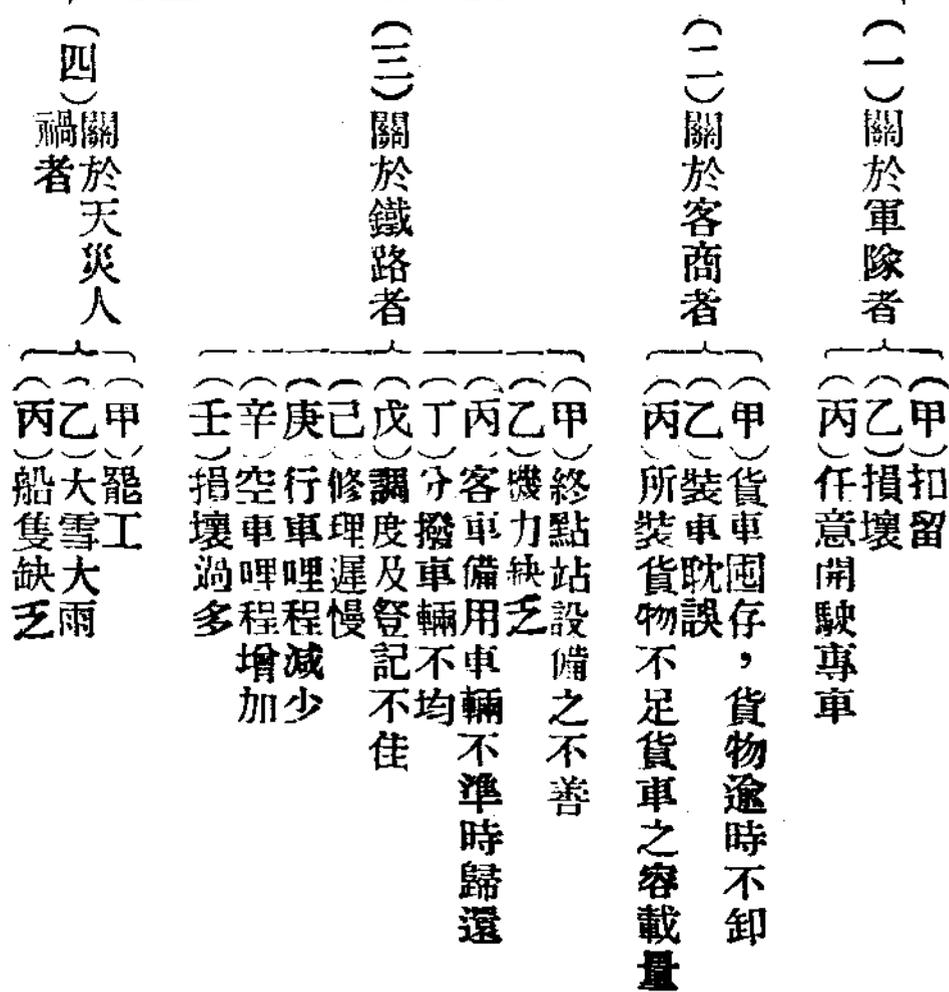 (一)關於軍隊者
(甲)扣留
(乙)損壞
(丙)任意開駛專車
(二)關於客商者
(甲)貨車囤存，貨物逾時不卸
(乙)裝車耽誤
(丙)所裝貨物不足貨車之容載量
(三)關於鐵路者
(甲)終點站設備之不善
(乙)機力缺乏
(丙)客車備用車輛不準時歸還
(丁)分撥車輛不均
(戊)調度及登記不佳
(己)修理遲慢
(庚)行車哩程減少
(辛)空車哩程增加
(壬)損壞過多
(四)關於天災人
禍者
(甲)罷工
(乙)大雪大雨
(丙)船隻缺乏